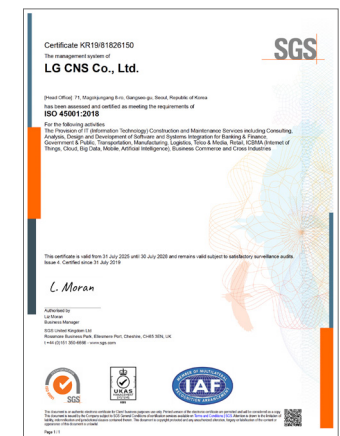 Certificate KR19/81826150
SGS
The management system of
LG CNS Co., Ltd.
[Head Office] 71, Magokjungang 8-ro, Gangseo-gu, Seoul, Republic of Korea
has been assessed and certified as meeting the requirements of
ISO 45001:2018
For the following activities
The Provision of IT (Information Technology) Construction and Maintenance Services including Consulting,
Analysis, Design and Development of Software and Systems Integration for Banking & Finance,
Government & Public, Transportation, Manufacturing, Logistics, Telco & Media, Retail, ICBMA (Internet of
Things, Cloud, Big Data, Mobile, Artificial Intelligence), Business Commerce and Cross Industries
This certificate is valid from 31 July 2025 until 30 July 2028 and remains valid subject to satisfactory surveillance audits.
Issue 4. Certified since 31 July 2019
L. Moran
Authorised by
Liz Moran
Business Manager
SGS United Kingdom Ltd
Rossmore Business Park, Ellesmere Port, Cheshire, CH65 3EN, UK
t +44 (0)151 350-6666 - www.sgs.com
SGS
UKAS
MANAGEMENT
SYSTEMS
IAF
Page 1 / 1